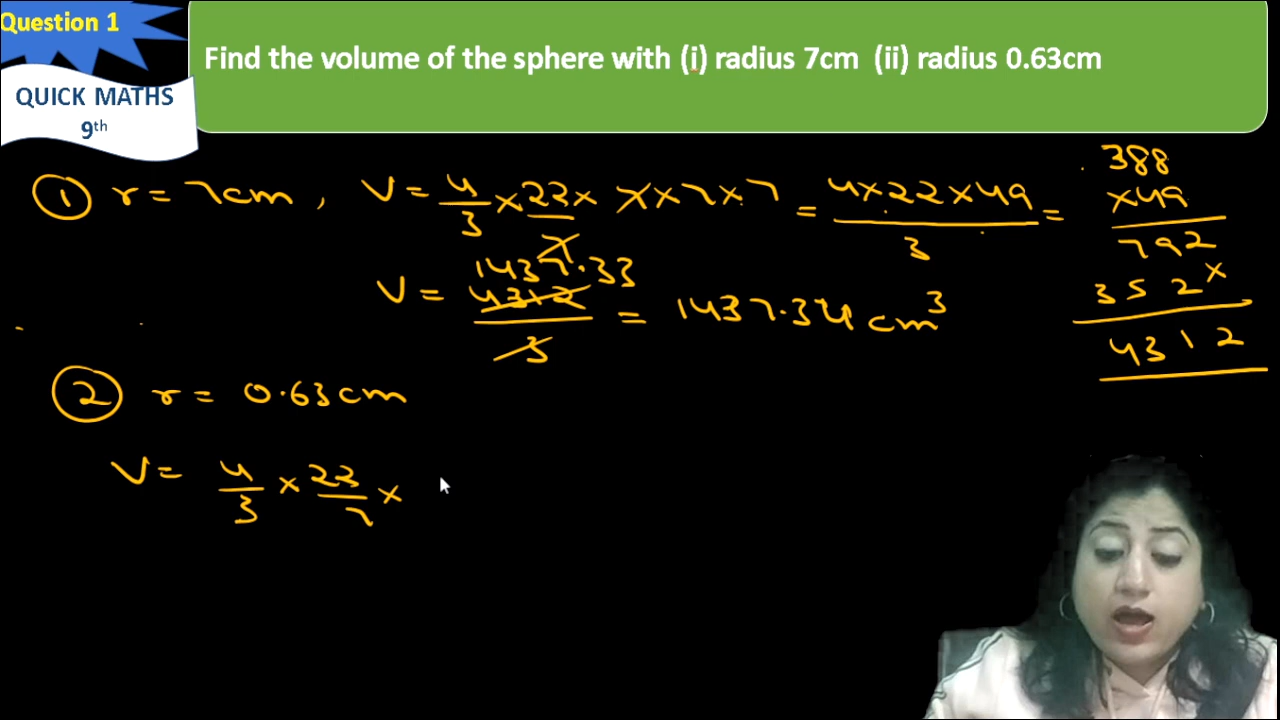 Question 1
Find the volume of the sphere with (i) radius 7cm (ii) radius 0.63cm
QUICK MATHS
9th
① r = 7cm, V = 4/3 × 22/7 × 7 × 7 × 7 = 4×22×49/3 =
388
×49
792
352×
4312
1437.33
V = 4312/3 = 1437.34 cm³
② r = 0.63cm
V = 4/3 × 22/7 ×